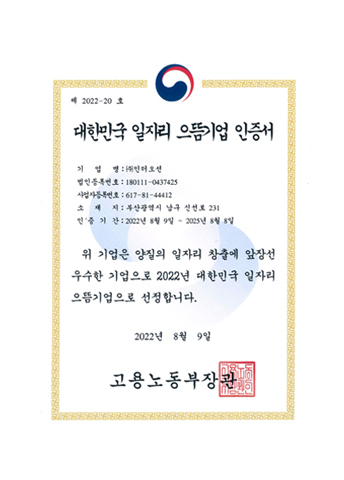 제 2022-20 호
대한민국 일자리 으뜸기업 인증서
기 업 명 : ㈜인터오션
법인등록번호 : 180111-0437425
사업자등록번호 : 617-81-44412
소 재 지 : 부산광역시 남구 신선로 231
인 증 기 간 : 2022년 8월 9일 ~ 2025년 8월 8일
위 기업은 양질의 일자리 창출에 앞장선
우수한 기업으로 2022년 대한민국 일자리
으뜸기업으로 선정합니다.
2022년 8월 9일
고용노동부장관